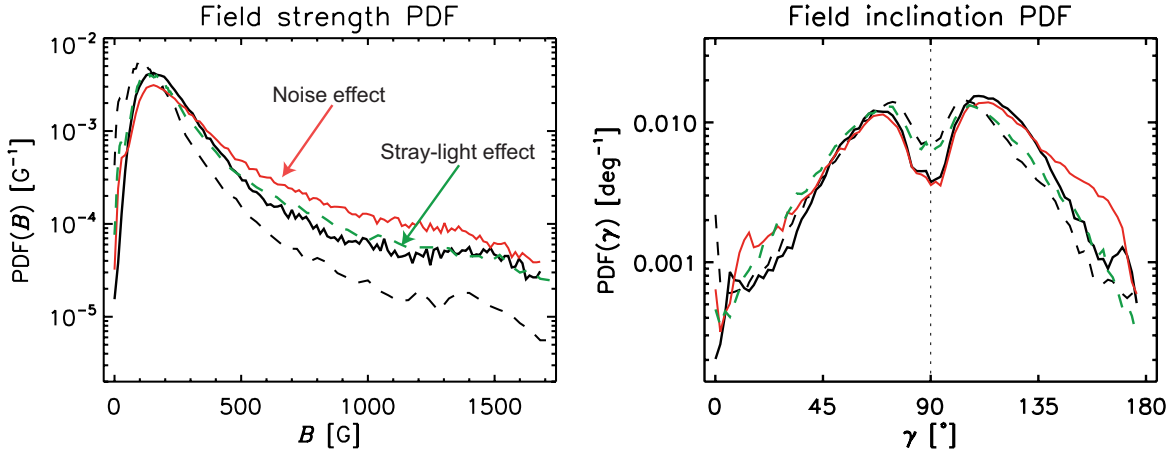 Field strength PDF
10⁻²
10⁻³
10⁻⁴
10⁻⁵
PDF(B) [G⁻¹]
Noise effect
Stray-light effect
0 500 1000 1500
B [G]
Field inclination PDF
0.010
0.001
PDF(γ) [deg⁻¹]
0 45 90 135 180
γ [°]